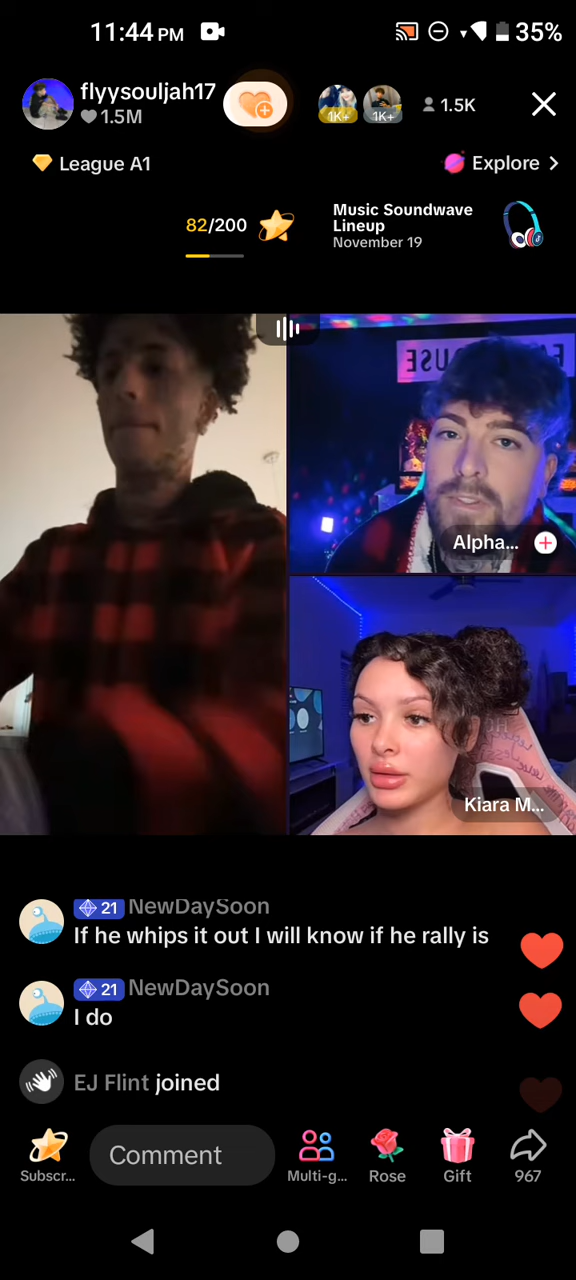 11:44 PM
35%
flyysouljah17
1.5M
1K+
1K+
1.5K
League A1
Explore
82/200
Music Soundwave
Lineup
November 19
Alpha...
Kiara M...
21 NewDaySoon
If he whips it out I will know if he rally is
21 NewDaySoon
I do
EJ Flint joined
Subscr...
Comment
Multi-g...
Rose
Gift
967